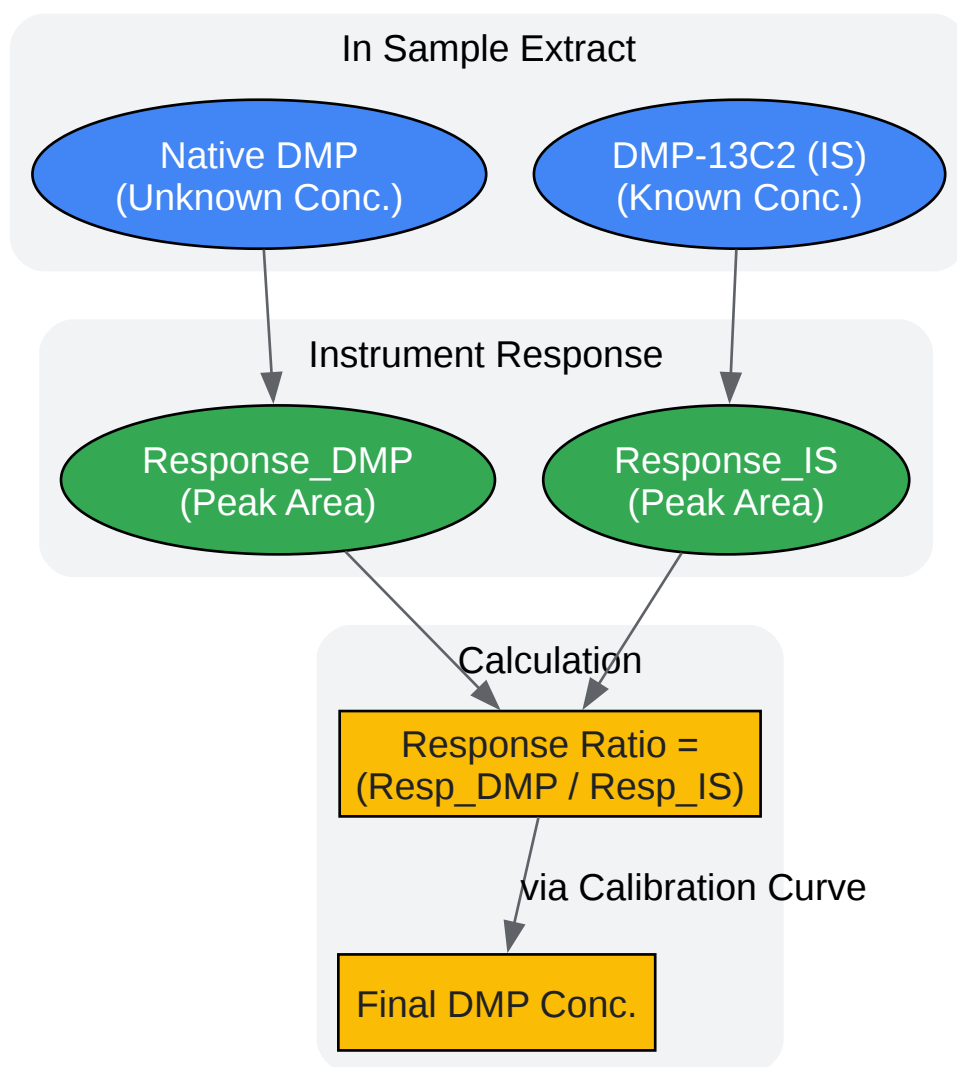 In Sample Extract
Native DMP
(Unknown Conc.)
DMP-13C2 (IS)
(Known Conc.)
Instrument Response
Response_DMP
(Peak Area)
Response_IS
(Peak Area)
Calculation
Response Ratio =
(Resp_DMP / Resp_IS)
via Calibration Curve
Final DMP Conc.